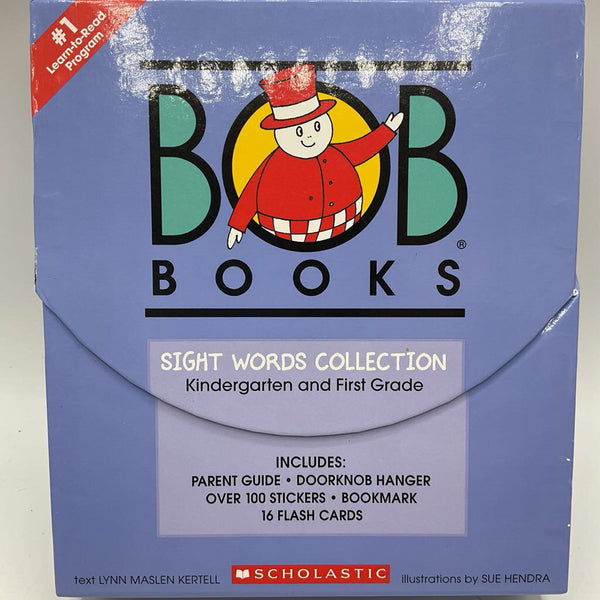 #1
Learn-to-Read
Program
BOB®
BOOKS
SIGHT WORDS COLLECTION
Kindergarten and First Grade
INCLUDES:
PARENT GUIDE • DOORKNOB HANGER
OVER 100 STICKERS • BOOKMARK
16 FLASH CARDS
text LYNN MASLEN KERTELL SCHOLASTIC illustrations by SUE HENDRA